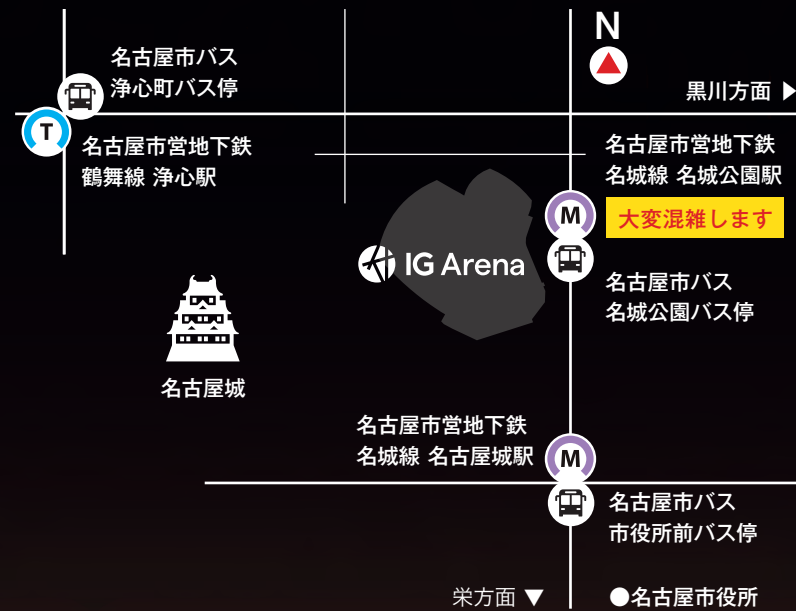 N
名古屋市バス
浄心町バス停
黒川方面 ▶
T
名古屋市営地下鉄
鶴舞線 浄心駅
名古屋市営地下鉄
名城線 名城公園駅
M
大変混雑します
IG Arena
名古屋市バス
名城公園バス停
名古屋城
名古屋市営地下鉄
名城線 名古屋城駅
M
名古屋市バス
市役所前バス停
栄方面 ▼
●名古屋市役所